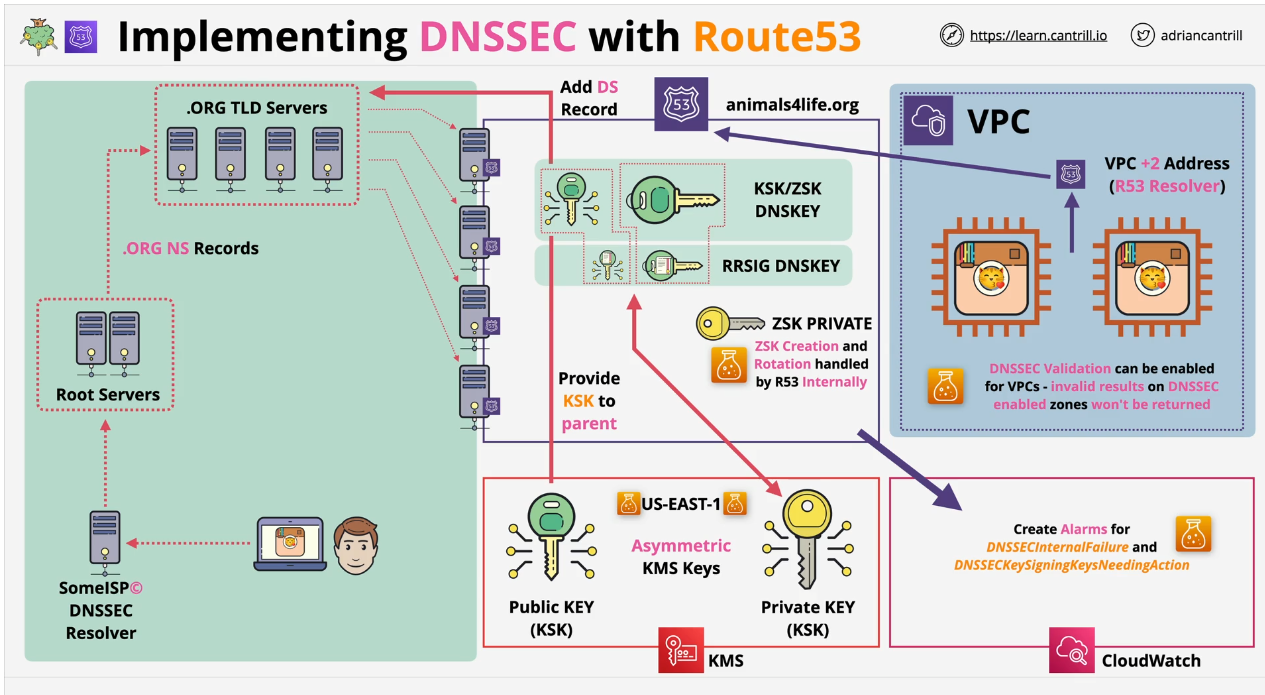 Implementing DNSSEC with Route53
https://learn.cantrill.io
adriancantrill
.ORG TLD Servers
.ORG NS Records
Root Servers
SomeISP©
DNSSEC
Resolver
Add DS
Record
53
animals4life.org
KSK/ZSK
DNSKEY
RRSIG DNSKEY
ZSK PRIVATE
ZSK Creation and
Rotation handled
by R53 Internally
Provide
KSK to
parent
US-EAST-1
Asymmetric
KMS Keys
Public KEY
(KSK)
Private KEY
(KSK)
KMS
VPC
VPC +2 Address
(R53 Resolver)
53
DNSSEC Validation can be enabled
for VPCs - invalid results on DNSSEC
enabled zones won't be returned
Create Alarms for
DNSSECInternalFailure and
DNSSECKeySigningKeysNeedingAction
CloudWatch